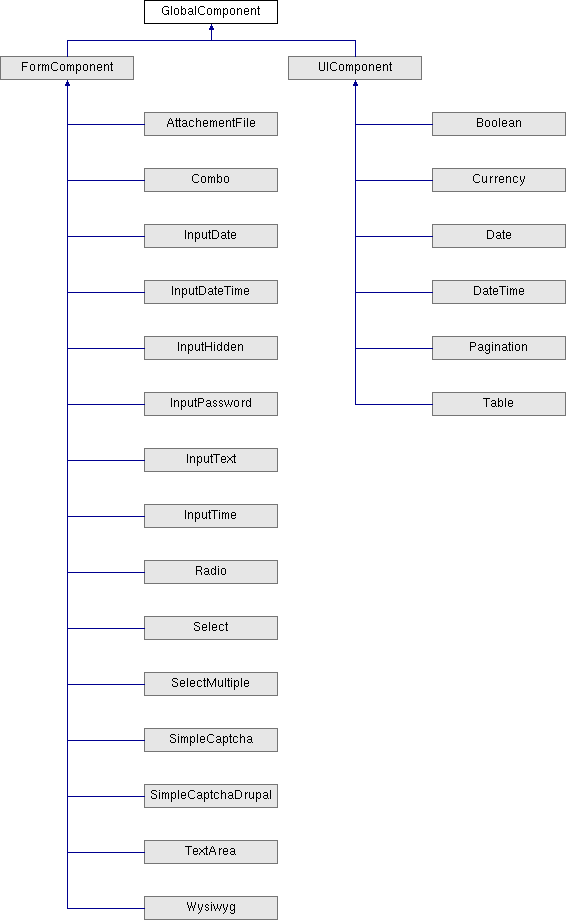 GlobalComponent
FormComponent
UIComponent
AttachementFile
Boolean
Combo
Currency
InputDate
Date
InputDateTime
DateTime
InputHidden
Pagination
InputPassword
Table
InputText
InputTime
Radio
Select
SelectMultiple
SimpleCaptcha
SimpleCaptchaDrupal
TextArea
Wysiwyg